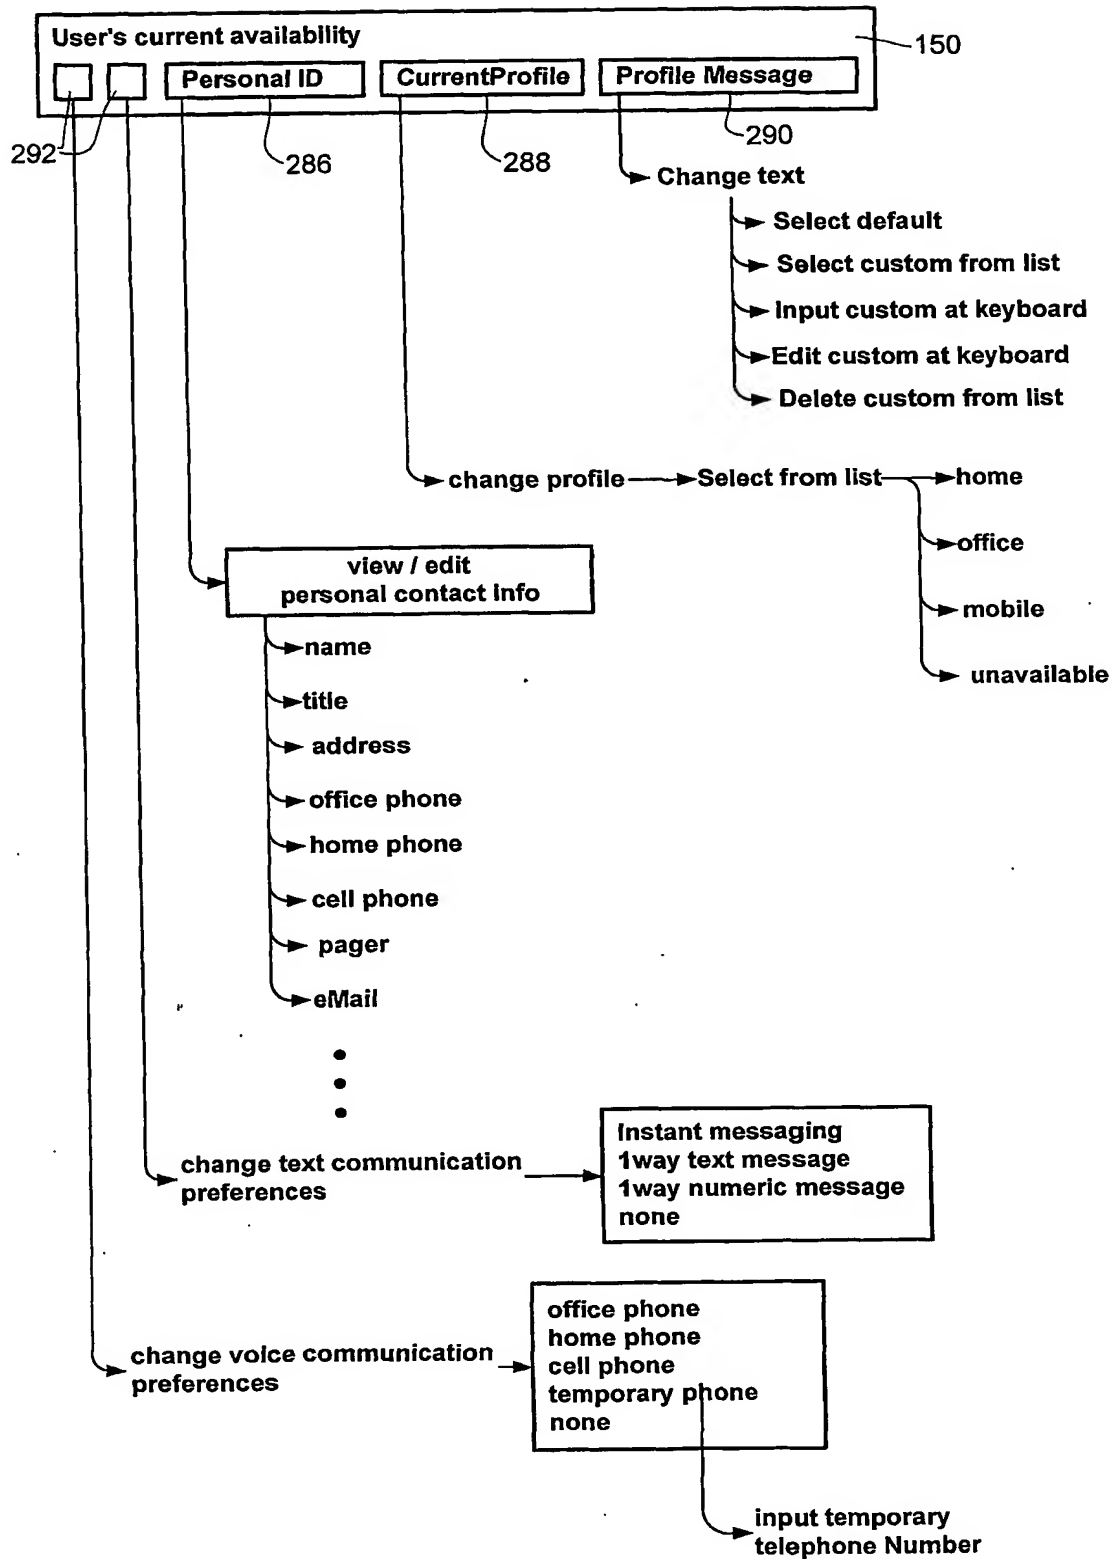 User's current availability
150
Personal ID
CurrentProfile
Profile Message
292
286
288
290
Change text
Select default
Select custom from list
Input custom at keyboard
Edit custom at keyboard
Delete custom from list
change profile
Select from list
home
office
mobile
unavailable
view / edit
personal contact info
name
title
address
office phone
home phone
cell phone
pager
eMail
change text communication
preferences
Instant messaging
1way text message
1way numeric message
none
change voice communication
preferences
office phone
home phone
cell phone
temporary phone
none
input temporary
telephone Number